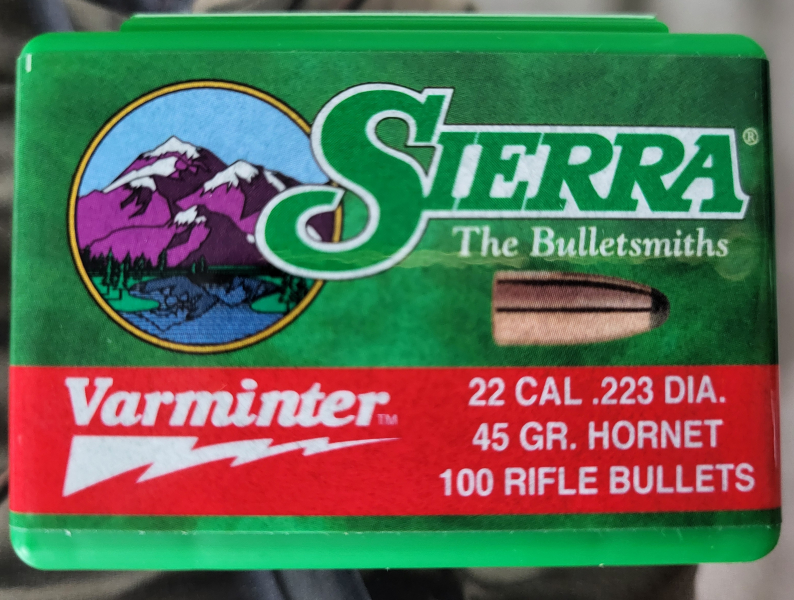 SIERRA®
The Bulletsmiths
Varminter™
22 CAL .223 DIA.
45 GR. HORNET
100 RIFLE BULLETS